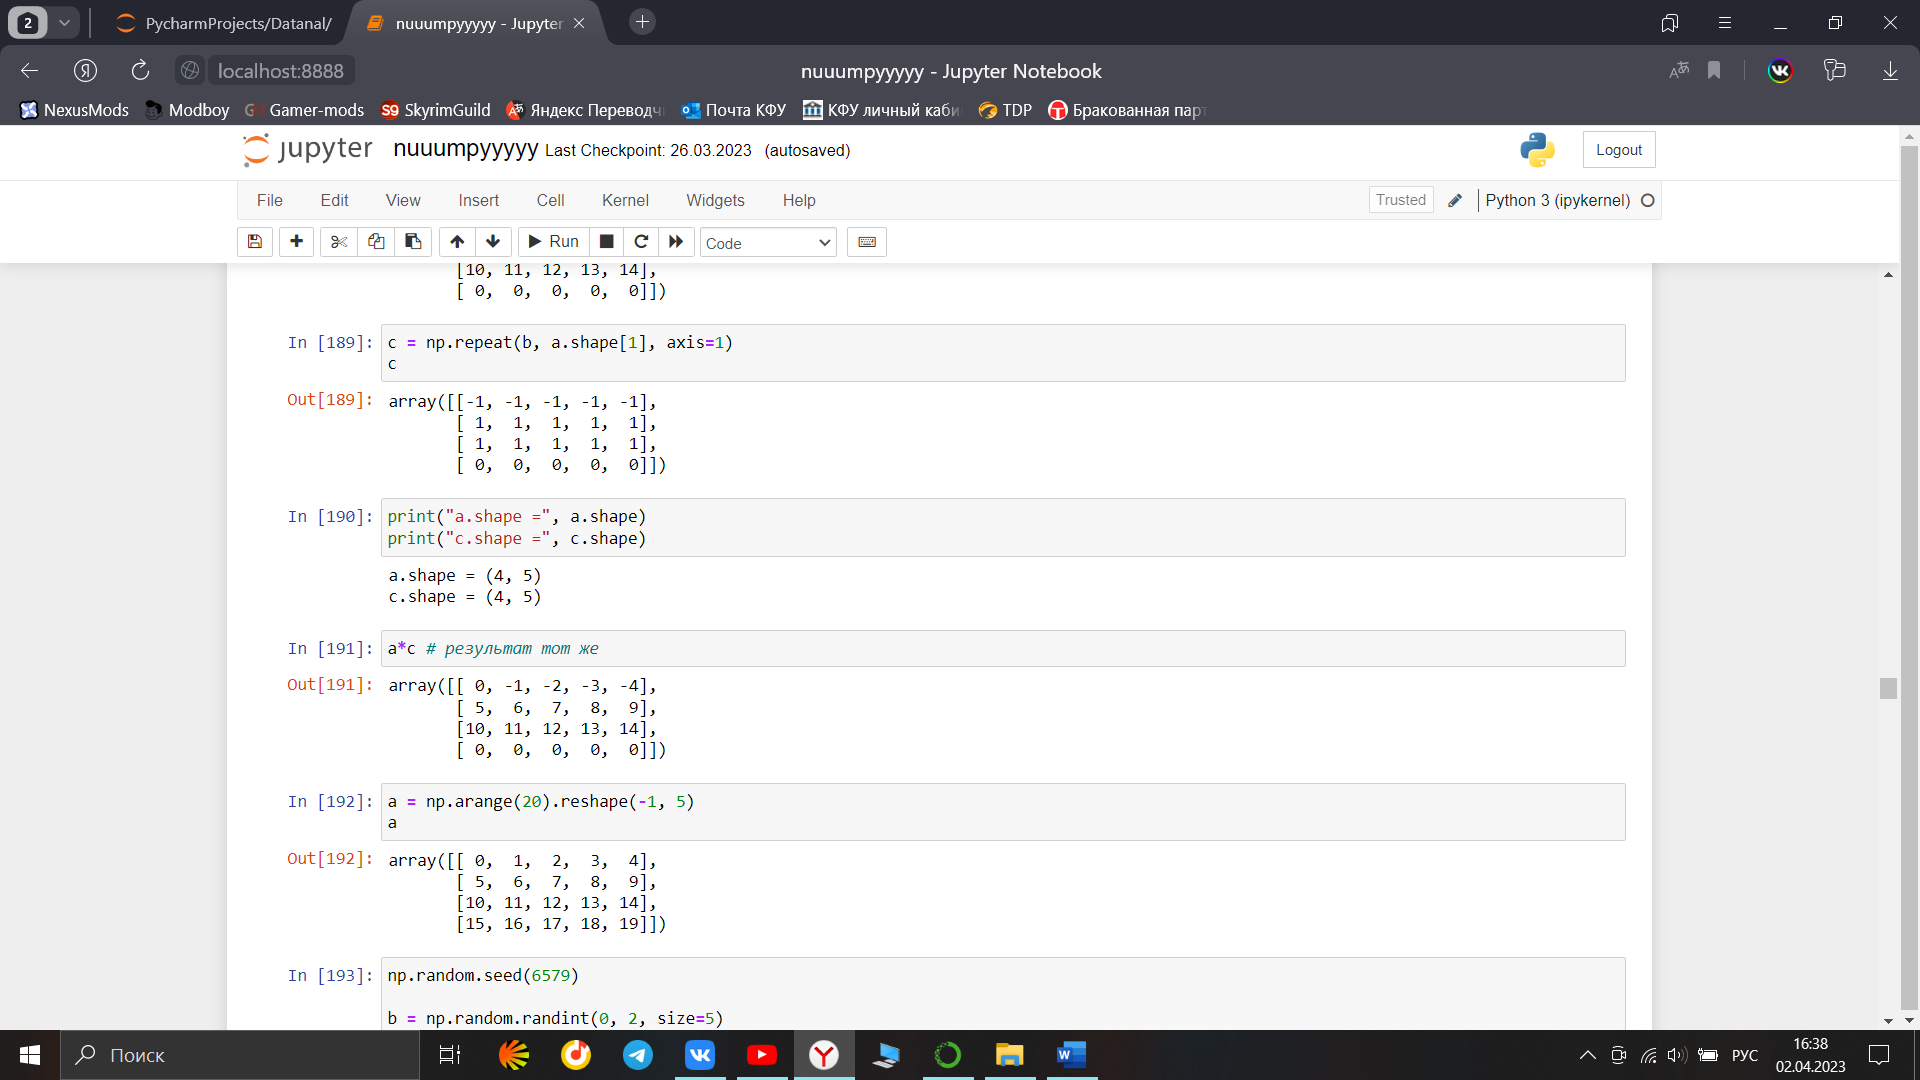 2
PycharmProjects/Datanal/
nuuumpyyyyy - Jupyter
localhost:8888
nuuumpyyyyy - Jupyter Notebook
NexusMods Modboy Gamer-mods SkyrimGuild Яндекс Переводч Почта КФУ КФУ личный каби TDP Бракованная пар
jupyter nuuumpyyyyy Last Checkpoint: 26.03.2023 (autosaved)
Logout
File Edit View Insert Cell Kernel Widgets Help Trusted Python 3 (ipykernel)
Run Code
[10, 11, 12, 13, 14],
[ 0, 0, 0, 0, 0]])
In [189]: c = np.repeat(b, a.shape[1], axis=1)
c
Out[189]: array([[-1, -1, -1, -1, -1],
[ 1, 1, 1, 1, 1],
[ 1, 1, 1, 1, 1],
[ 0, 0, 0, 0, 0]])
In [190]: print("a.shape =", a.shape)
print("c.shape =", c.shape)
a.shape = (4, 5)
c.shape = (4, 5)
In [191]: a*c # результат тот же
Out[191]: array([[ 0, -1, -2, -3, -4],
[ 5, 6, 7, 8, 9],
[10, 11, 12, 13, 14],
[ 0, 0, 0, 0, 0]])
In [192]: a = np.arange(20).reshape(-1, 5)
a
Out[192]: array([[ 0, 1, 2, 3, 4],
[ 5, 6, 7, 8, 9],
[10, 11, 12, 13, 14],
[15, 16, 17, 18, 19]])
In [193]: np.random.seed(6579)
b = np.random.randint(0, 2, size=5)
Поиск
РУС
16:38
02.04.2023